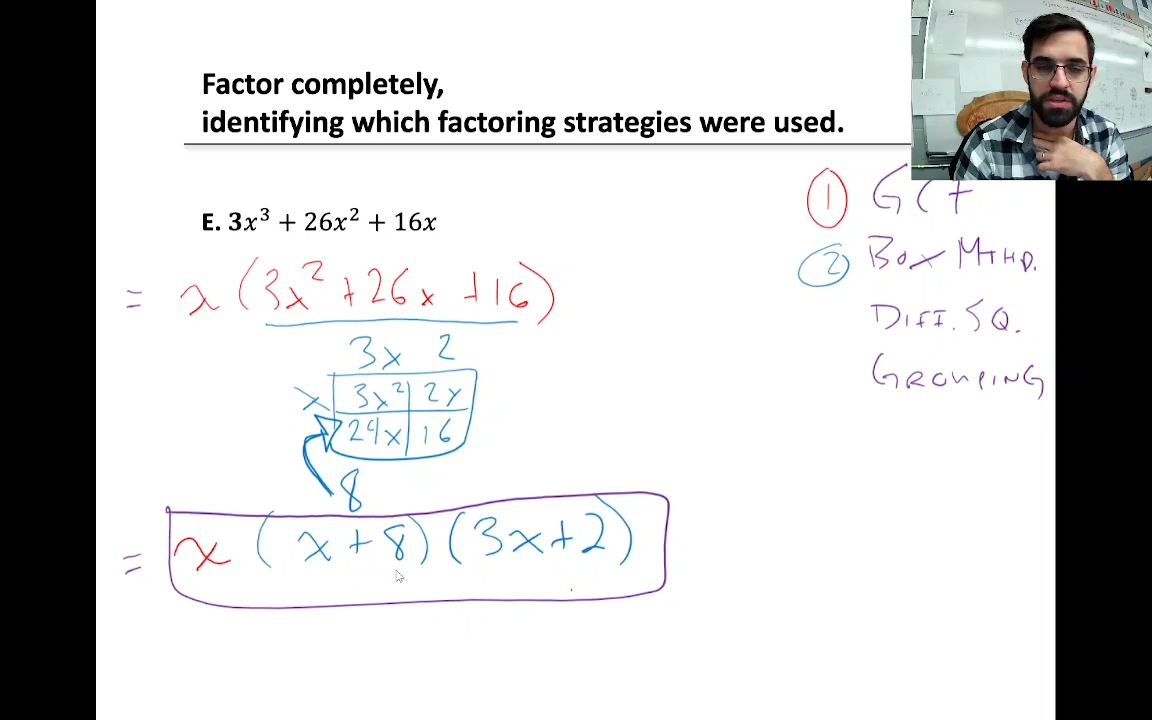 Factor completely,
identifying which factoring strategies were used.
E. 3x³ + 26x² + 16x
= x (3x² + 26x + 16)
3x 2
x 3x² 2x
24x 16
8
= x (x + 8) (3x + 2)
① GCF
② BOX MTHD.
DIFF. SQ.
GROUPING